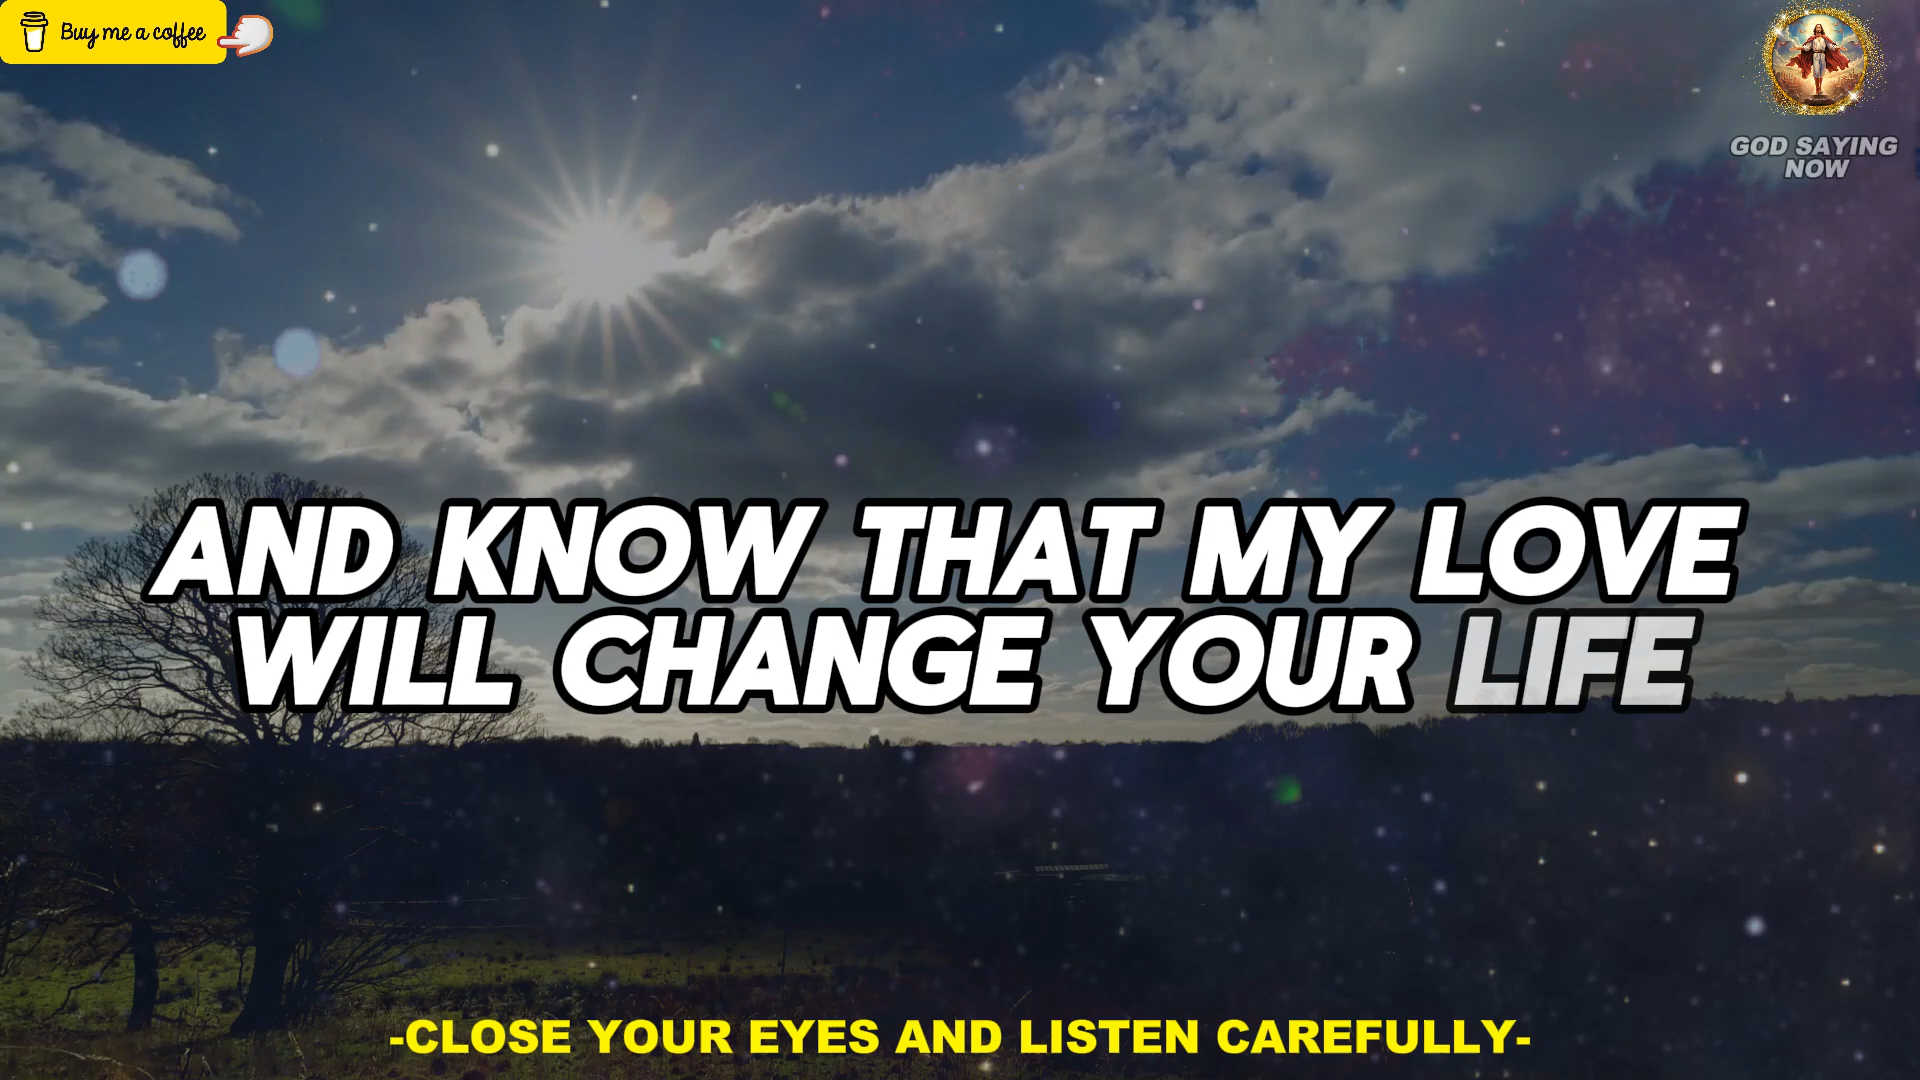 Buy me a coffee
GOD SAYING
NOW
AND KNOW THAT MY LOVE
WILL CHANGE YOUR LIFE
-CLOSE YOUR EYES AND LISTEN CAREFULLY-